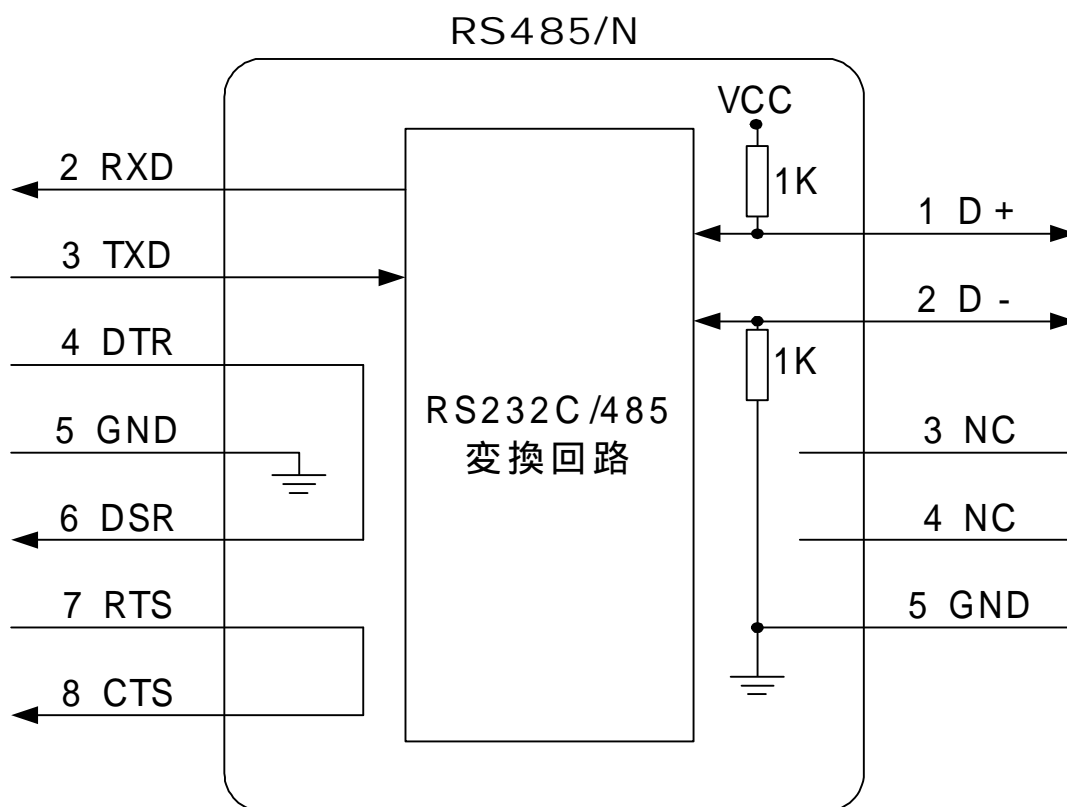 RS485/N
VCC
2 RXD
1K
1 D+
3 TXD
2 D-
4 DTR
1K
RS232C/485
変換回路
5 GND
3 NC
6 DSR
4 NC
7 RTS
5 GND
8 CTS